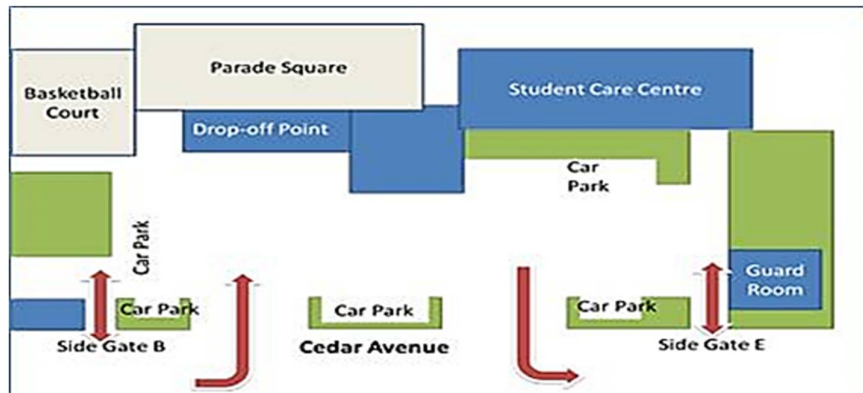 Parade Square
Basketball
Court
Student Care Centre
Drop-off Point
Car
Park
Car Park
Guard
Room
Car Park
Car Park
Car Park
Side Gate B
Cedar Avenue
Side Gate E